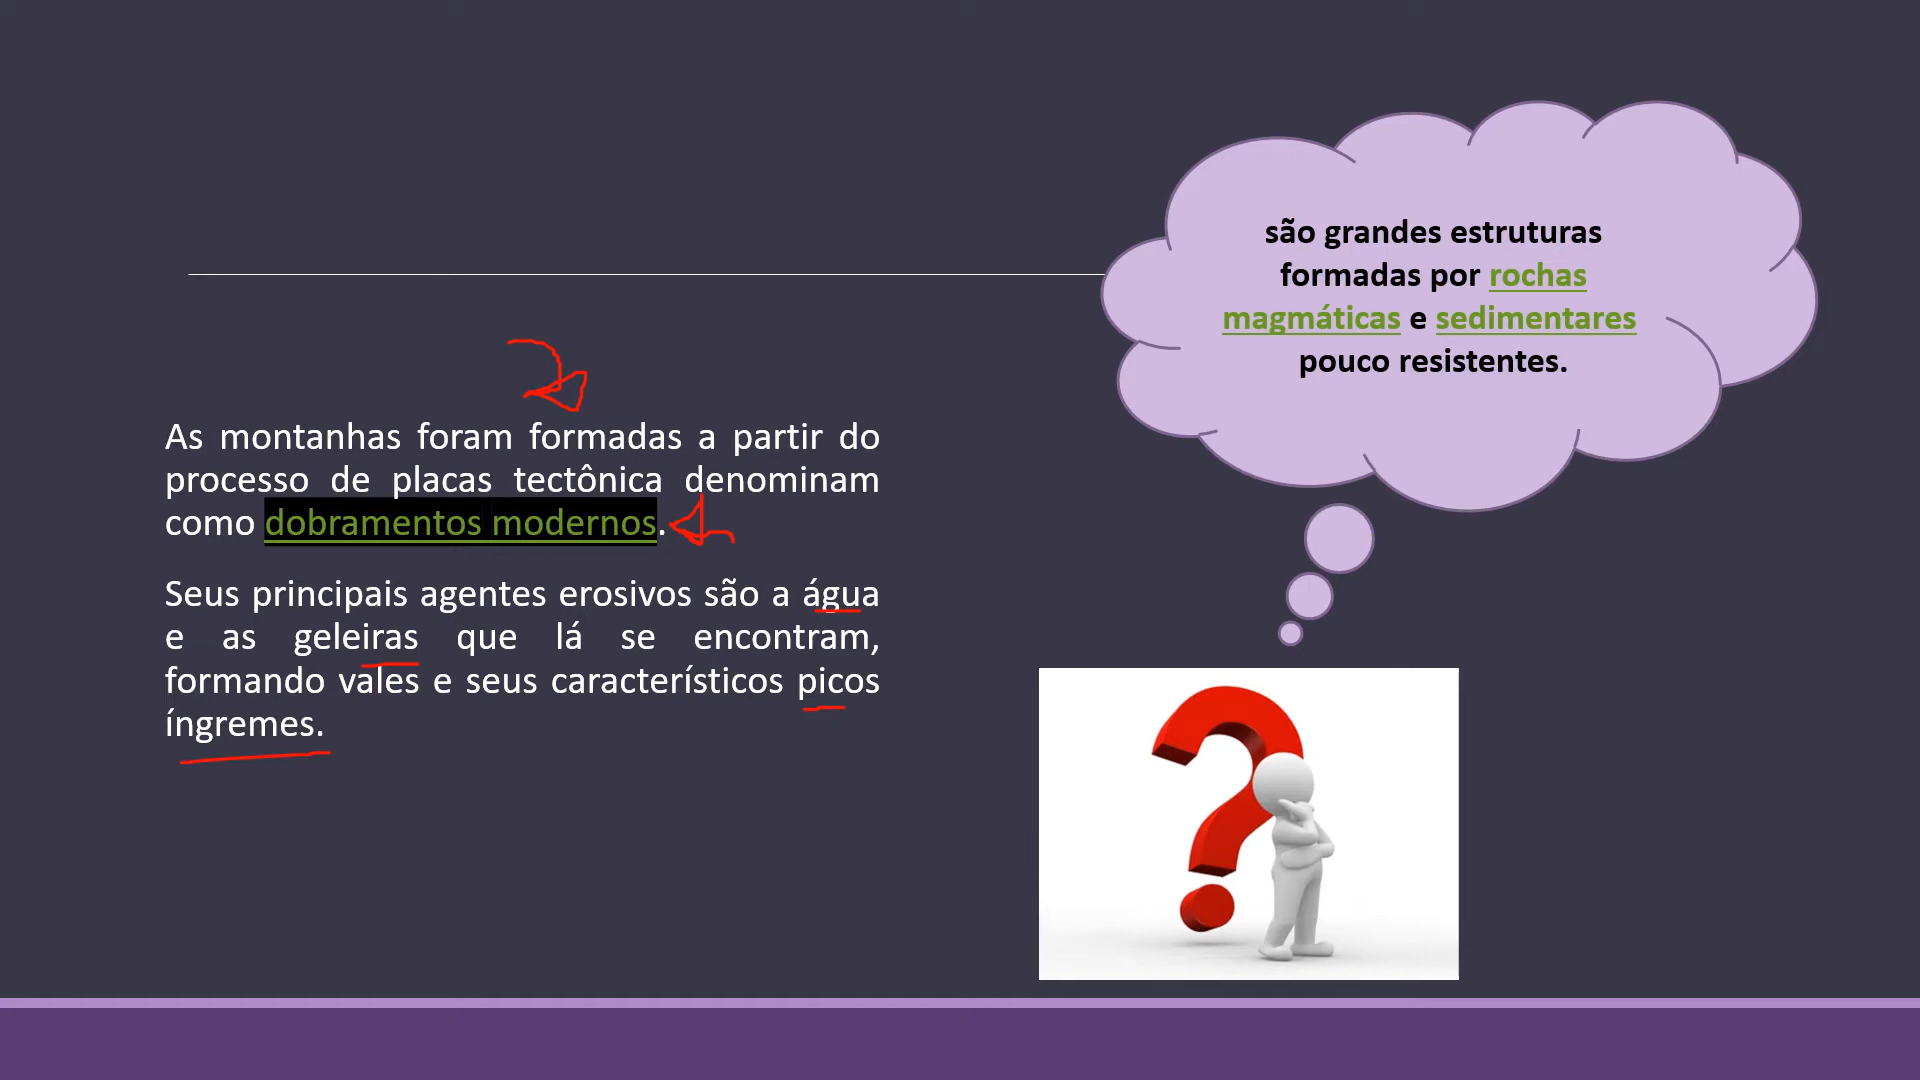 As montanhas foram formadas a partir do
processo de placas tectônica denominam
como dobramentos modernos.
Seus principais agentes erosivos são a água
e as geleiras que lá se encontram,
formando vales e seus característicos picos
íngremes.
são grandes estruturas
formadas por rochas
magmáticas e sedimentares
pouco resistentes.